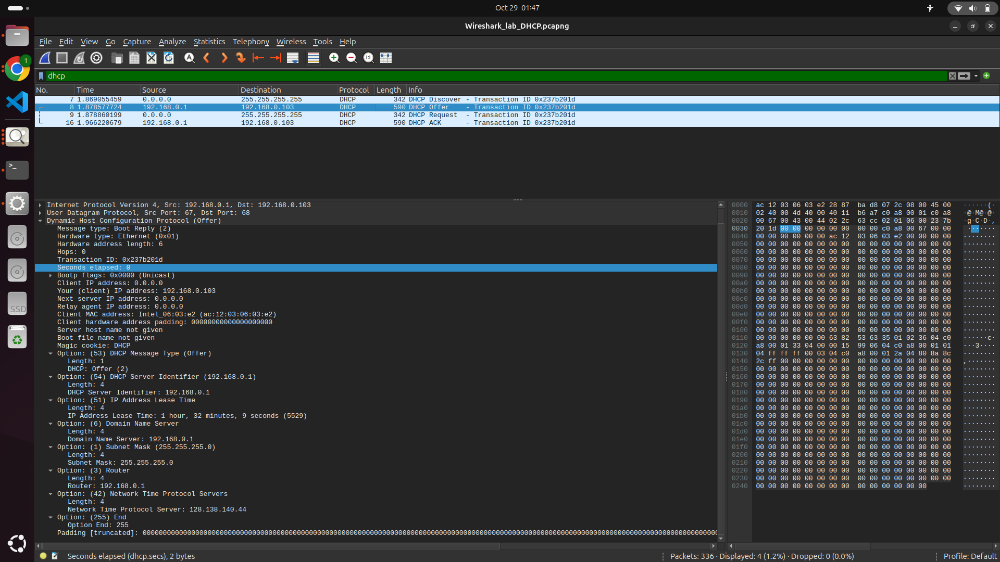 Oct 29 01:47
Wireshark_lab_DHCP.pcapng
File Edit View Go Capture Analyze Statistics Telephony Wireless Tools Help
dhcp
No. Time Source Destination Protocol Length Info
7 1.869055459 0.0.0.0 255.255.255.255 DHCP 342 DHCP Discover - Transaction ID 0x237b201d
8 1.878577724 192.168.0.1 192.168.0.103 DHCP 590 DHCP Offer - Transaction ID 0x237b201d
9 1.878860199 0.0.0.0 255.255.255.255 DHCP 342 DHCP Request - Transaction ID 0x237b201d
16 1.966220679 192.168.0.1 192.168.0.103 DHCP 590 DHCP ACK - Transaction ID 0x237b201d
Internet Protocol Version 4, Src: 192.168.0.1, Dst: 192.168.0.103
User Datagram Protocol, Src Port: 67, Dst Port: 68
Dynamic Host Configuration Protocol (Offer)
Message type: Boot Reply (2)
Hardware type: Ethernet (0x01)
Hardware address length: 6
Hops: 0
Transaction ID: 0x237b201d
Seconds elapsed: 0
Bootp flags: 0x0000 (Unicast)
Client IP address: 0.0.0.0
Your (client) IP address: 192.168.0.103
Next server IP address: 0.0.0.0
Relay agent IP address: 0.0.0.0
Client MAC address: Intel_06:03:e2 (ac:12:03:06:03:e2)
Client hardware address padding: 00000000000000000000
Server host name not given
Boot file name not given
Magic cookie: DHCP
Option: (53) DHCP Message Type (Offer)
Length: 1
DHCP: Offer (2)
Option: (54) DHCP Server Identifier (192.168.0.1)
Length: 4
DHCP Server Identifier: 192.168.0.1
Option: (51) IP Address Lease Time
Length: 4
IP Address Lease Time: 1 hour, 32 minutes, 9 seconds (5529)
Option: (6) Domain Name Server
Length: 4
Domain Name Server: 192.168.0.1
Option: (1) Subnet Mask (255.255.255.0)
Length: 4
Subnet Mask: 255.255.255.0
Option: (3) Router
Length: 4
Router: 192.168.0.1
Option: (42) Network Time Protocol Servers
Length: 4
Network Time Protocol Server: 128.138.140.44
Option: (255) End
Option End: 255
Padding [truncated]:
0000 ac 12 03 06 03 e2 28 87 ba d8 07 2c 08 00 45 00
0010 02 40 00 4d 40 00 40 11 b6 a7 c0 a8 00 01 c0 a8
0020 00 67 00 43 00 44 02 2c 63 cc 02 01 06 00 23 7b
0030 20 1d 00 00 00 00 00 00 00 00 c0 a8 00 67 00 00
0040 00 00 00 00 00 00 ac 12 03 06 03 e2 00 00 00 00
0050 00 00 00 00 00 00 00 00 00 00 00 00 00 00 00 00
0060 00 00 00 00 00 00 00 00 00 00 00 00 00 00 00 00
0070 00 00 00 00 00 00 00 00 00 00 00 00 00 00 00 00
0080 00 00 00 00 00 00 00 00 00 00 00 00 00 00 00 00
0090 00 00 00 00 00 00 00 00 00 00 00 00 00 00 00 00
00a0 00 00 00 00 00 00 00 00 00 00 00 00 00 00 00 00
00b0 00 00 00 00 00 00 00 00 00 00 00 00 00 00 00 00
00c0 00 00 00 00 00 00 00 00 00 00 00 00 00 00 00 00
00d0 00 00 00 00 00 00 00 00 00 00 00 00 00 00 00 00
00e0 00 00 00 00 00 00 00 00 00 00 00 00 00 00 00 00
00f0 00 00 00 00 00 00 00 00 00 00 00 00 00 00 00 00
0100 00 00 00 00 00 00 00 00 00 00 00 00 00 00 00 00
0110 00 00 00 00 00 00 63 82 53 63 35 01 02 36 04 c0
0120 a8 00 01 33 04 00 00 15 99 06 04 c0 a8 00 01 01
0130 04 ff ff ff 00 03 04 c0 a8 00 01 2a 04 80 8a 8c
0140 2c ff 00 00 00 00 00 00 00 00 00 00 00 00 00 00
0150 00 00 00 00 00 00 00 00 00 00 00 00 00 00 00 00
0160 00 00 00 00 00 00 00 00 00 00 00 00 00 00 00 00
0170 00 00 00 00 00 00 00 00 00 00 00 00 00 00 00 00
0180 00 00 00 00 00 00 00 00 00 00 00 00 00 00 00 00
0190 00 00 00 00 00 00 00 00 00 00 00 00 00 00 00 00
01a0 00 00 00 00 00 00 00 00 00 00 00 00 00 00 00 00
01b0 00 00 00 00 00 00 00 00 00 00 00 00 00 00 00 00
01c0 00 00 00 00 00 00 00 00 00 00 00 00 00 00 00 00
01d0 00 00 00 00 00 00 00 00 00 00 00 00 00 00 00 00
01e0 00 00 00 00 00 00 00 00 00 00 00 00 00 00 00 00
01f0 00 00 00 00 00 00 00 00 00 00 00 00 00 00 00 00
0200 00 00 00 00 00 00 00 00 00 00 00 00 00 00 00 00
0210 00 00 00 00 00 00 00 00 00 00 00 00 00 00 00 00
0220 00 00 00 00 00 00 00 00 00 00 00 00 00 00 00 00
0230 00 00 00 00 00 00 00 00 00 00 00 00 00 00 00 00
0240 00 00 00 00 00 00 00 00 00 00 00 00 00 00
SSD
1
Seconds elapsed (dhcp.secs), 2 bytes
Packets: 336 · Displayed: 4 (1.2%) · Dropped: 0 (0.0%)
Profile: Default